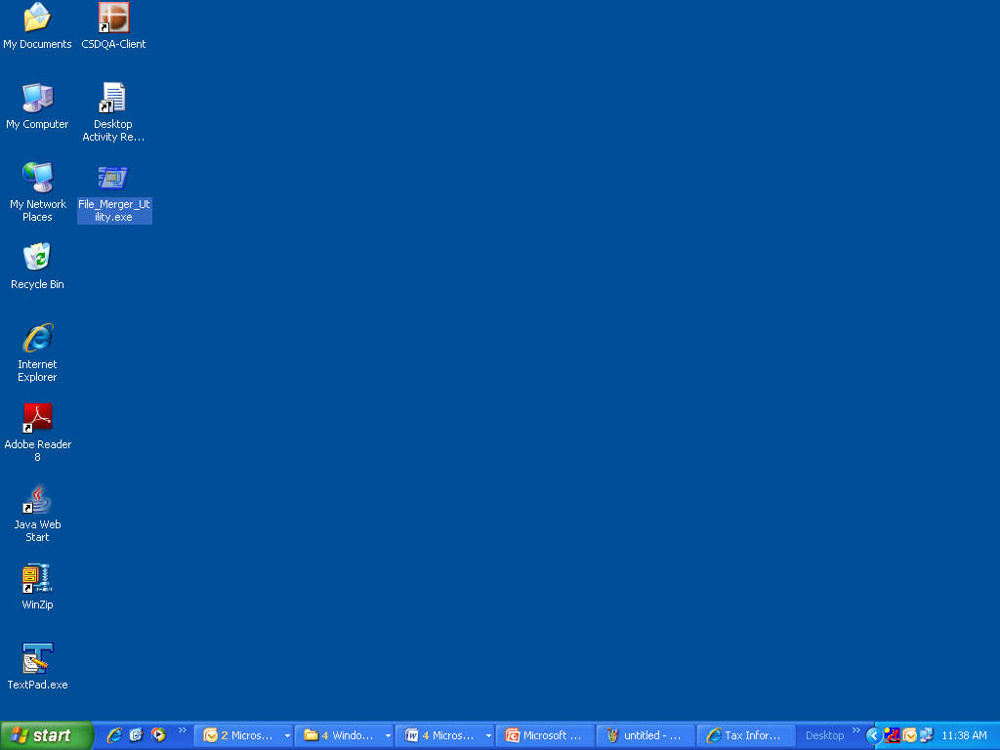 My Documents
CSDQA-Client
My Computer
Desktop
Activity Re...
My Network
Places
File_Merger_Ut
ility.exe
Recycle Bin
Internet
Explorer
Adobe Reader
8
Java Web
Start
WinZip
TextPad.exe
start
2 Micros...
4 Windo...
4 Micros...
Microsoft ...
untitled - ...
Tax Infor...
Desktop
11:38 AM